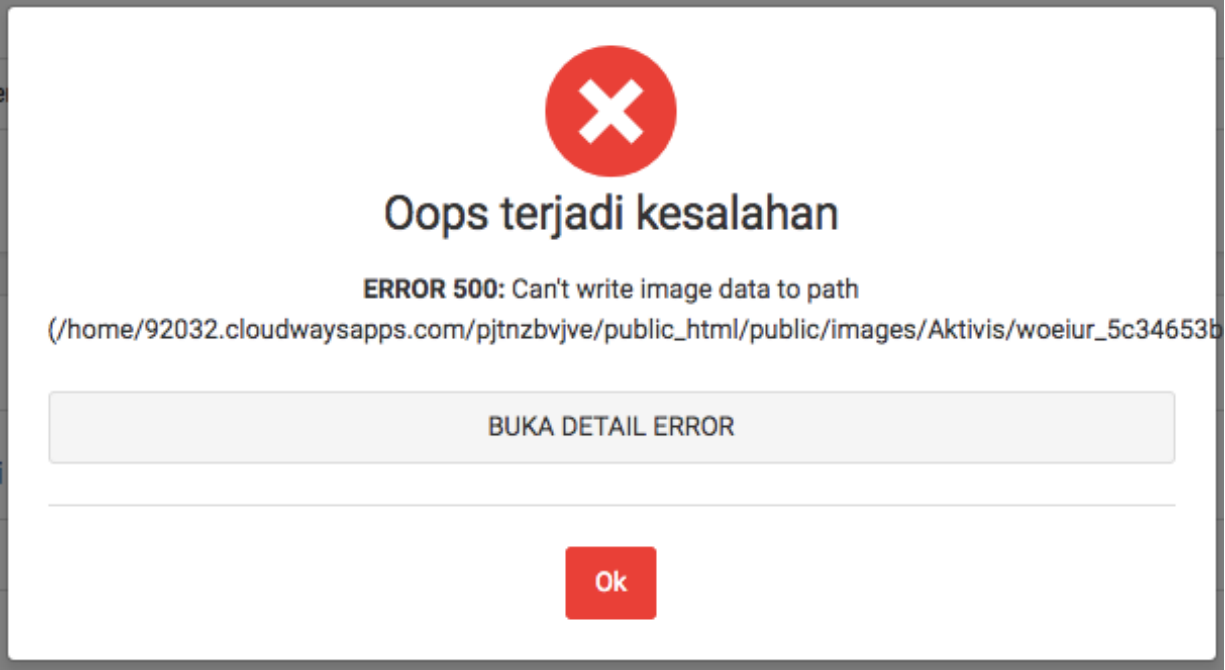 Oops terjadi kesalahan
ERROR 500: Can't write image data to path
(/home/92032.cloudwaysapps.com/pjtnzbvjve/public_html/public/images/Aktivis/woeiur_5c34653b
BUKA DETAIL ERROR
Ok